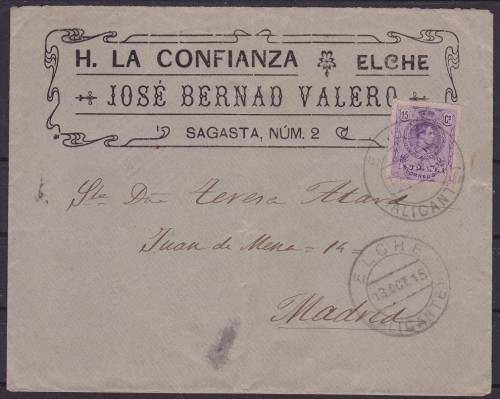 H. LA CONFIANZA ELCHE
JOSÉ BERNAD VALERO
SAGASTA, NÚM. 2
15 Cs
CORREOS
ELCHE
(ALICANTE)
Sta Dña Teresa
Juan de Mena = 14 =
Madrid
ELCHE
13.OCT.15
(ALICANTE)